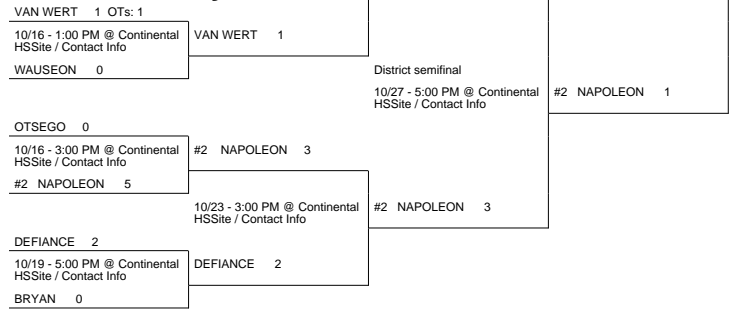 VAN WERT 1 OTs: 1
10/16 - 1:00 PM @ Continental
HSSite / Contact Info
VAN WERT 1
WAUSEON 0
District semifinal
10/27 - 5:00 PM @ Continental
HSSite / Contact Info
#2 NAPOLEON 1
OTSEGO 0
10/16 - 3:00 PM @ Continental
HSSite / Contact Info
#2 NAPOLEON 3
#2 NAPOLEON 5
10/23 - 3:00 PM @ Continental
HSSite / Contact Info
#2 NAPOLEON 3
DEFIANCE 2
10/19 - 5:00 PM @ Continental
HSSite / Contact Info
DEFIANCE 2
BRYAN 0